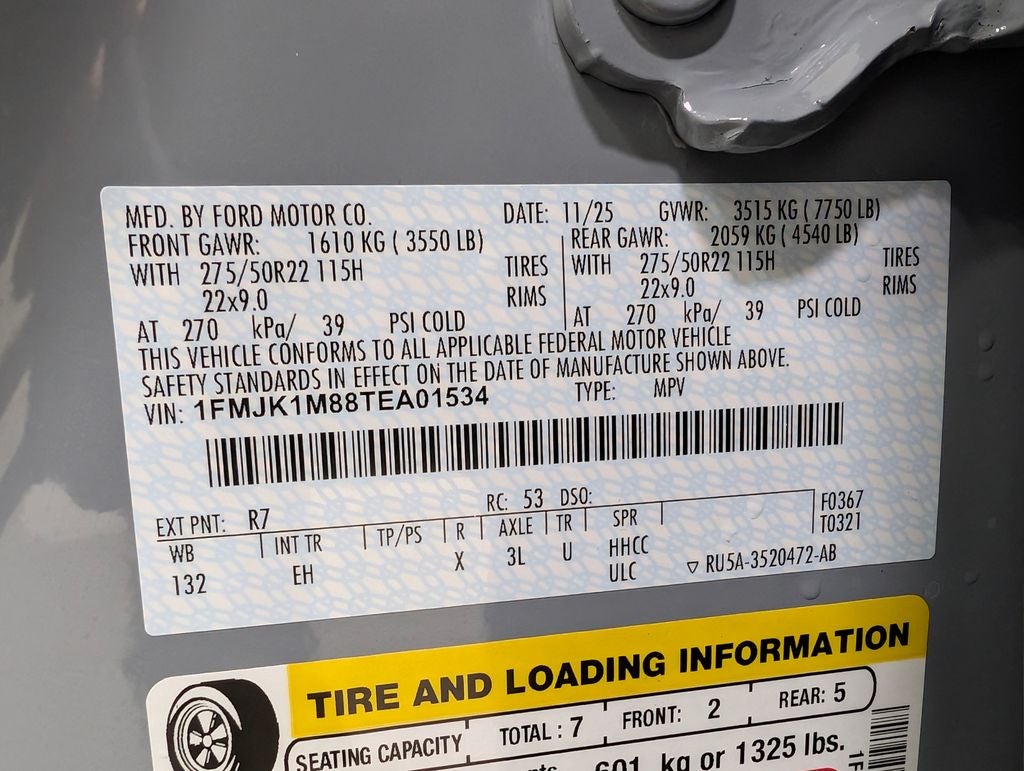 MFD. BY FORD MOTOR CO. DATE: 11/25 GVWR: 3515 KG ( 7750 LB)
FRONT GAWR: 1610 KG ( 3550 LB) REAR GAWR: 2059 KG ( 4540 LB)
WITH 275/50R22 115H TIRES WITH 275/50R22 115H TIRES
22x9.0 RIMS 22x9.0 RIMS
AT 270 kPa/ 39 PSI COLD AT 270 kPa/ 39 PSI COLD
THIS VEHICLE CONFORMS TO ALL APPLICABLE FEDERAL MOTOR VEHICLE
SAFETY STANDARDS IN EFFECT ON THE DATE OF MANUFACTURE SHOWN ABOVE.
VIN: 1FMJK1M88TEA01534 TYPE: MPV
EXT PNT: R7 RC: 53 DSO: F0367
WB INT TR TP/PS R AXLE TR SPR T0321
132 EH X 3L U HHCC
ULC ▽ RU5A-3520472-AB
TIRE AND LOADING INFORMATION
SEATING CAPACITY TOTAL : 7 FRONT: 2 REAR: 5
601 kg or 1325 lbs.